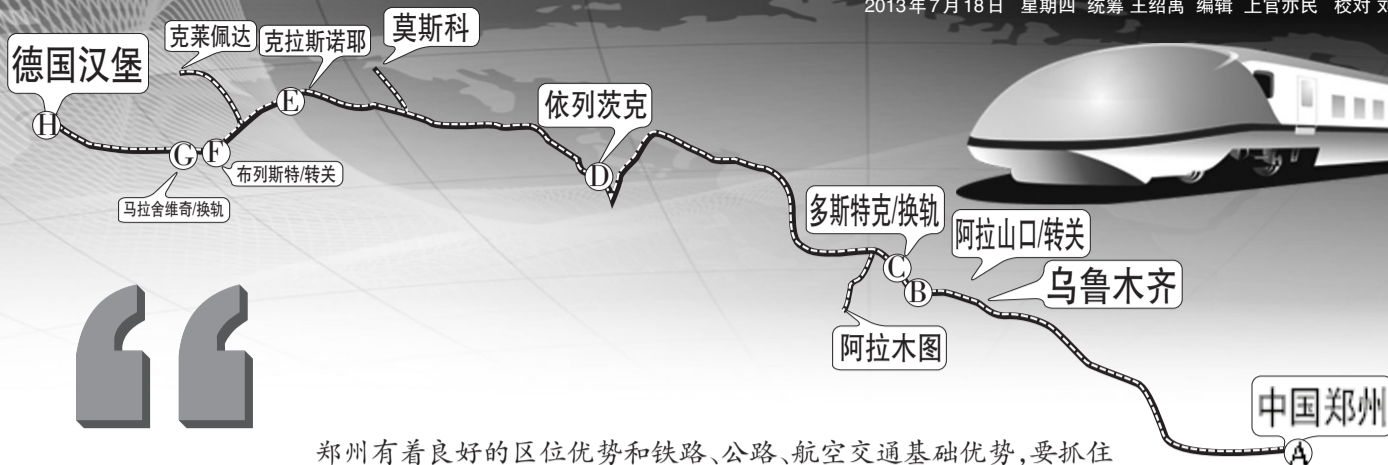 2013年7月18日 星期四 统筹 王绍禹 编辑 上官亦民 校对
德国汉堡
克莱佩达
克拉斯诺耶
莫斯科
依列茨克
H
G
F
E
D
布列斯特/转关
马拉舍维奇/换轨
多斯特克/换轨
阿拉山口/转关
C
B
乌鲁木齐
阿拉木图
中国郑州
A
郑州有着良好的区位优势和铁路、公路、航空交通基础优势,要抓住